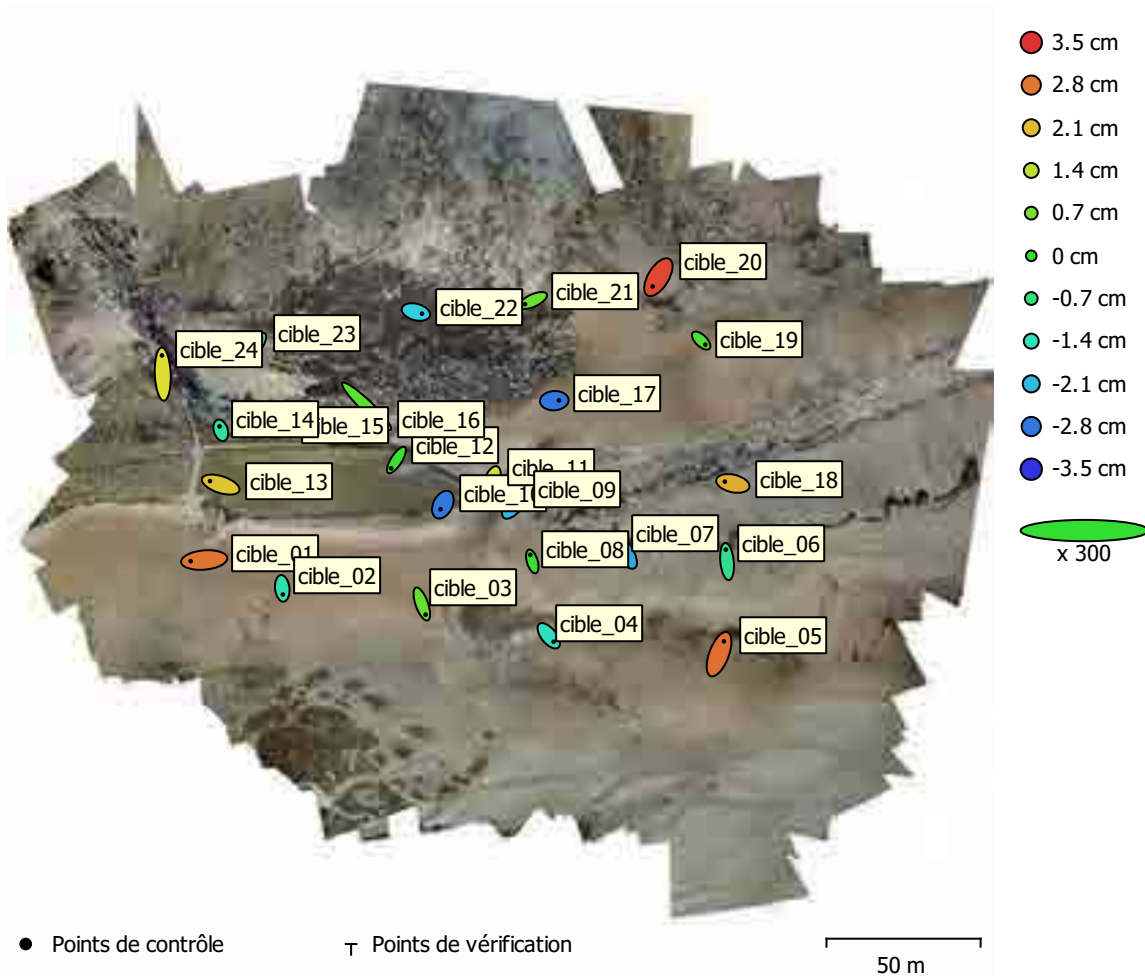 3.5 cm
2.8 cm
2.1 cm
1.4 cm
0.7 cm
0 cm
-0.7 cm
-1.4 cm
-2.1 cm
-2.8 cm
-3.5 cm
x 300
cible_20
cible_21
cible_22
cible_19
cible_23
cible_24
cible_17
cible_14
cible_15
cible_16
cible_12
cible_11
cible_13
cible_10
cible_09
cible_18
cible_01
cible_02
cible_08
cible_07
cible_06
cible_03
cible_04
cible_05
Points de contrôle
Points de vérification
50 m